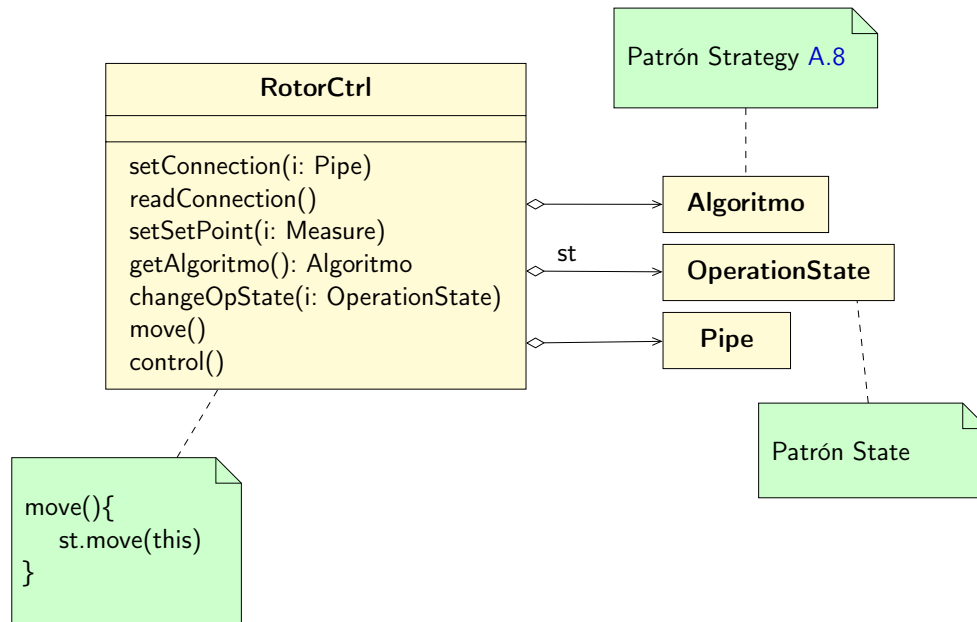 Patrón Strategy A.8
RotorCtrl
setConnection(i: Pipe)
readConnection()
setSetPoint(i: Measure)
getAlgoritmo(): Algoritmo
changeOpState(i: OperationState)
move()
control()
Algoritmo
st
OperationState
Pipe
Patrón State
move(){
st.move(this)
}